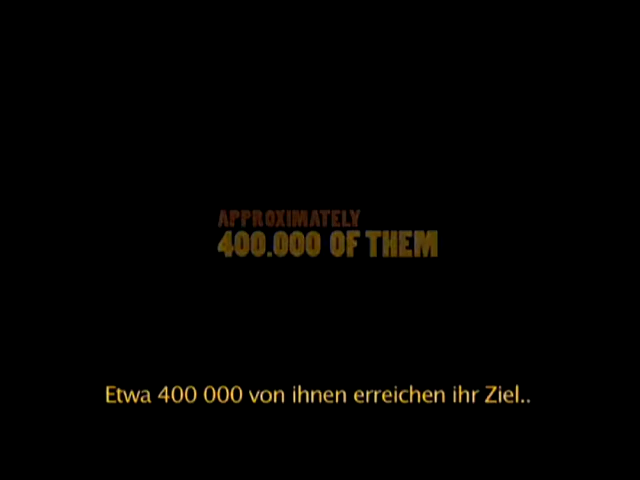 APPROXIMATELY
400.000 OF THEM
Etwa 400 000 von ihnen erreichen ihr Ziel..